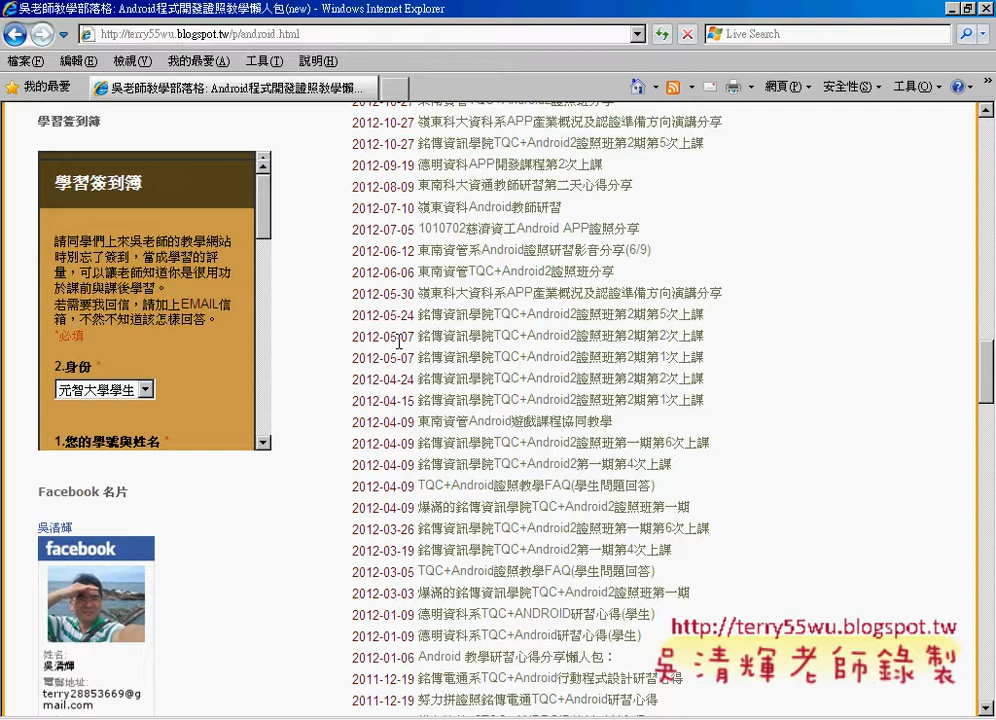 吳老師教學部落格: Android程式開發證照教學懶人包(new) - Windows Internet Explorer
http://terry55wu.blogspot.tw/p/android.html
Live Search
檔案(F) 編輯(E) 檢視(V) 我的最愛(A) 工具(T) 說明(H)
我的最愛
吳老師教學部落格: Android程式開發證照教學懶...
網頁(P) 安全性(S) 工具(O)
學習簽到簿
學習簽到簿
請同學們上來吳老師的教學網站
時別忘了簽到，當成學習的評
量，可以讓老師知道你是很用功
於課前與課後學習。
若需要我回信，請加上EMAIL信
箱，不然不知道該怎樣回答。
*必填
2.身份 *
元智大學學生
1.您的學號與姓名 *
Facebook 名片
吳清輝
facebook
姓名:
吳清輝
電郵地址:
terry28853669@g
mail.com
2012-10-27 東南資管TQC+Android2證照班分享
2012-10-27 嶺東科大資科系APP產業概況及認證準備方向演講分享
2012-10-27 銘傳資訊學院TQC+Android2證照班第2期第5次上課
2012-09-19 德明資科APP開發課程第2次上課
2012-08-09 東南科大資通教師研習第二天心得分享
2012-07-10 嶺東資科Android教師研習
2012-07-05 1010702慈濟資工Android APP證照分享
2012-06-12 東南資管系Android證照研習影音分享(6/9)
2012-06-06 東南資管TQC+Android2證照班分享
2012-05-30 嶺東科大資科系APP產業概況及認證準備方向演講分享
2012-05-24 銘傳資訊學院TQC+Android2證照班第2期第5次上課
2012-05-07 銘傳資訊學院TQC+Android2證照班第2期第2次上課
2012-05-07 銘傳資訊學院TQC+Android2證照班第2期第1次上課
2012-04-24 銘傳資訊學院TQC+Android2證照班第2期第2次上課
2012-04-15 銘傳資訊學院TQC+Android2證照班第2期第1次上課
2012-04-09 東南資管Android遊戲課程協同教學
2012-04-09 銘傳資訊學院TQC+Android2證照班第一期第6次上課
2012-04-09 銘傳資訊學院TQC+Android2第一期第4次上課
2012-04-09 TQC+Android證照教學FAQ(學生問題回答)
2012-04-09 爆滿的銘傳資訊學院TQC+Android2證照班第一期
2012-03-26 銘傳資訊學院TQC+Android2證照班第一期第6次上課
2012-03-19 銘傳資訊學院TQC+Android2第一期第4次上課
2012-03-05 TQC+Android證照教學FAQ(學生問題回答)
2012-03-03 爆滿的銘傳資訊學院TQC+Android2證照班第一期
2012-01-09 德明資科系TQC+ANDROID研習心得(學生)
2012-01-09 德明資科系TQC+Android研習心得(學生)
2012-01-06 Android 教學研習心得分享懶人包：
2011-12-19 銘傳電通系TQC+Android行動程式設計研習心得
2011-12-19 努力拼證照銘傳電通TQC+Android研習心得
http://terry55wu.blogspot.tw
吳清輝老師錄製